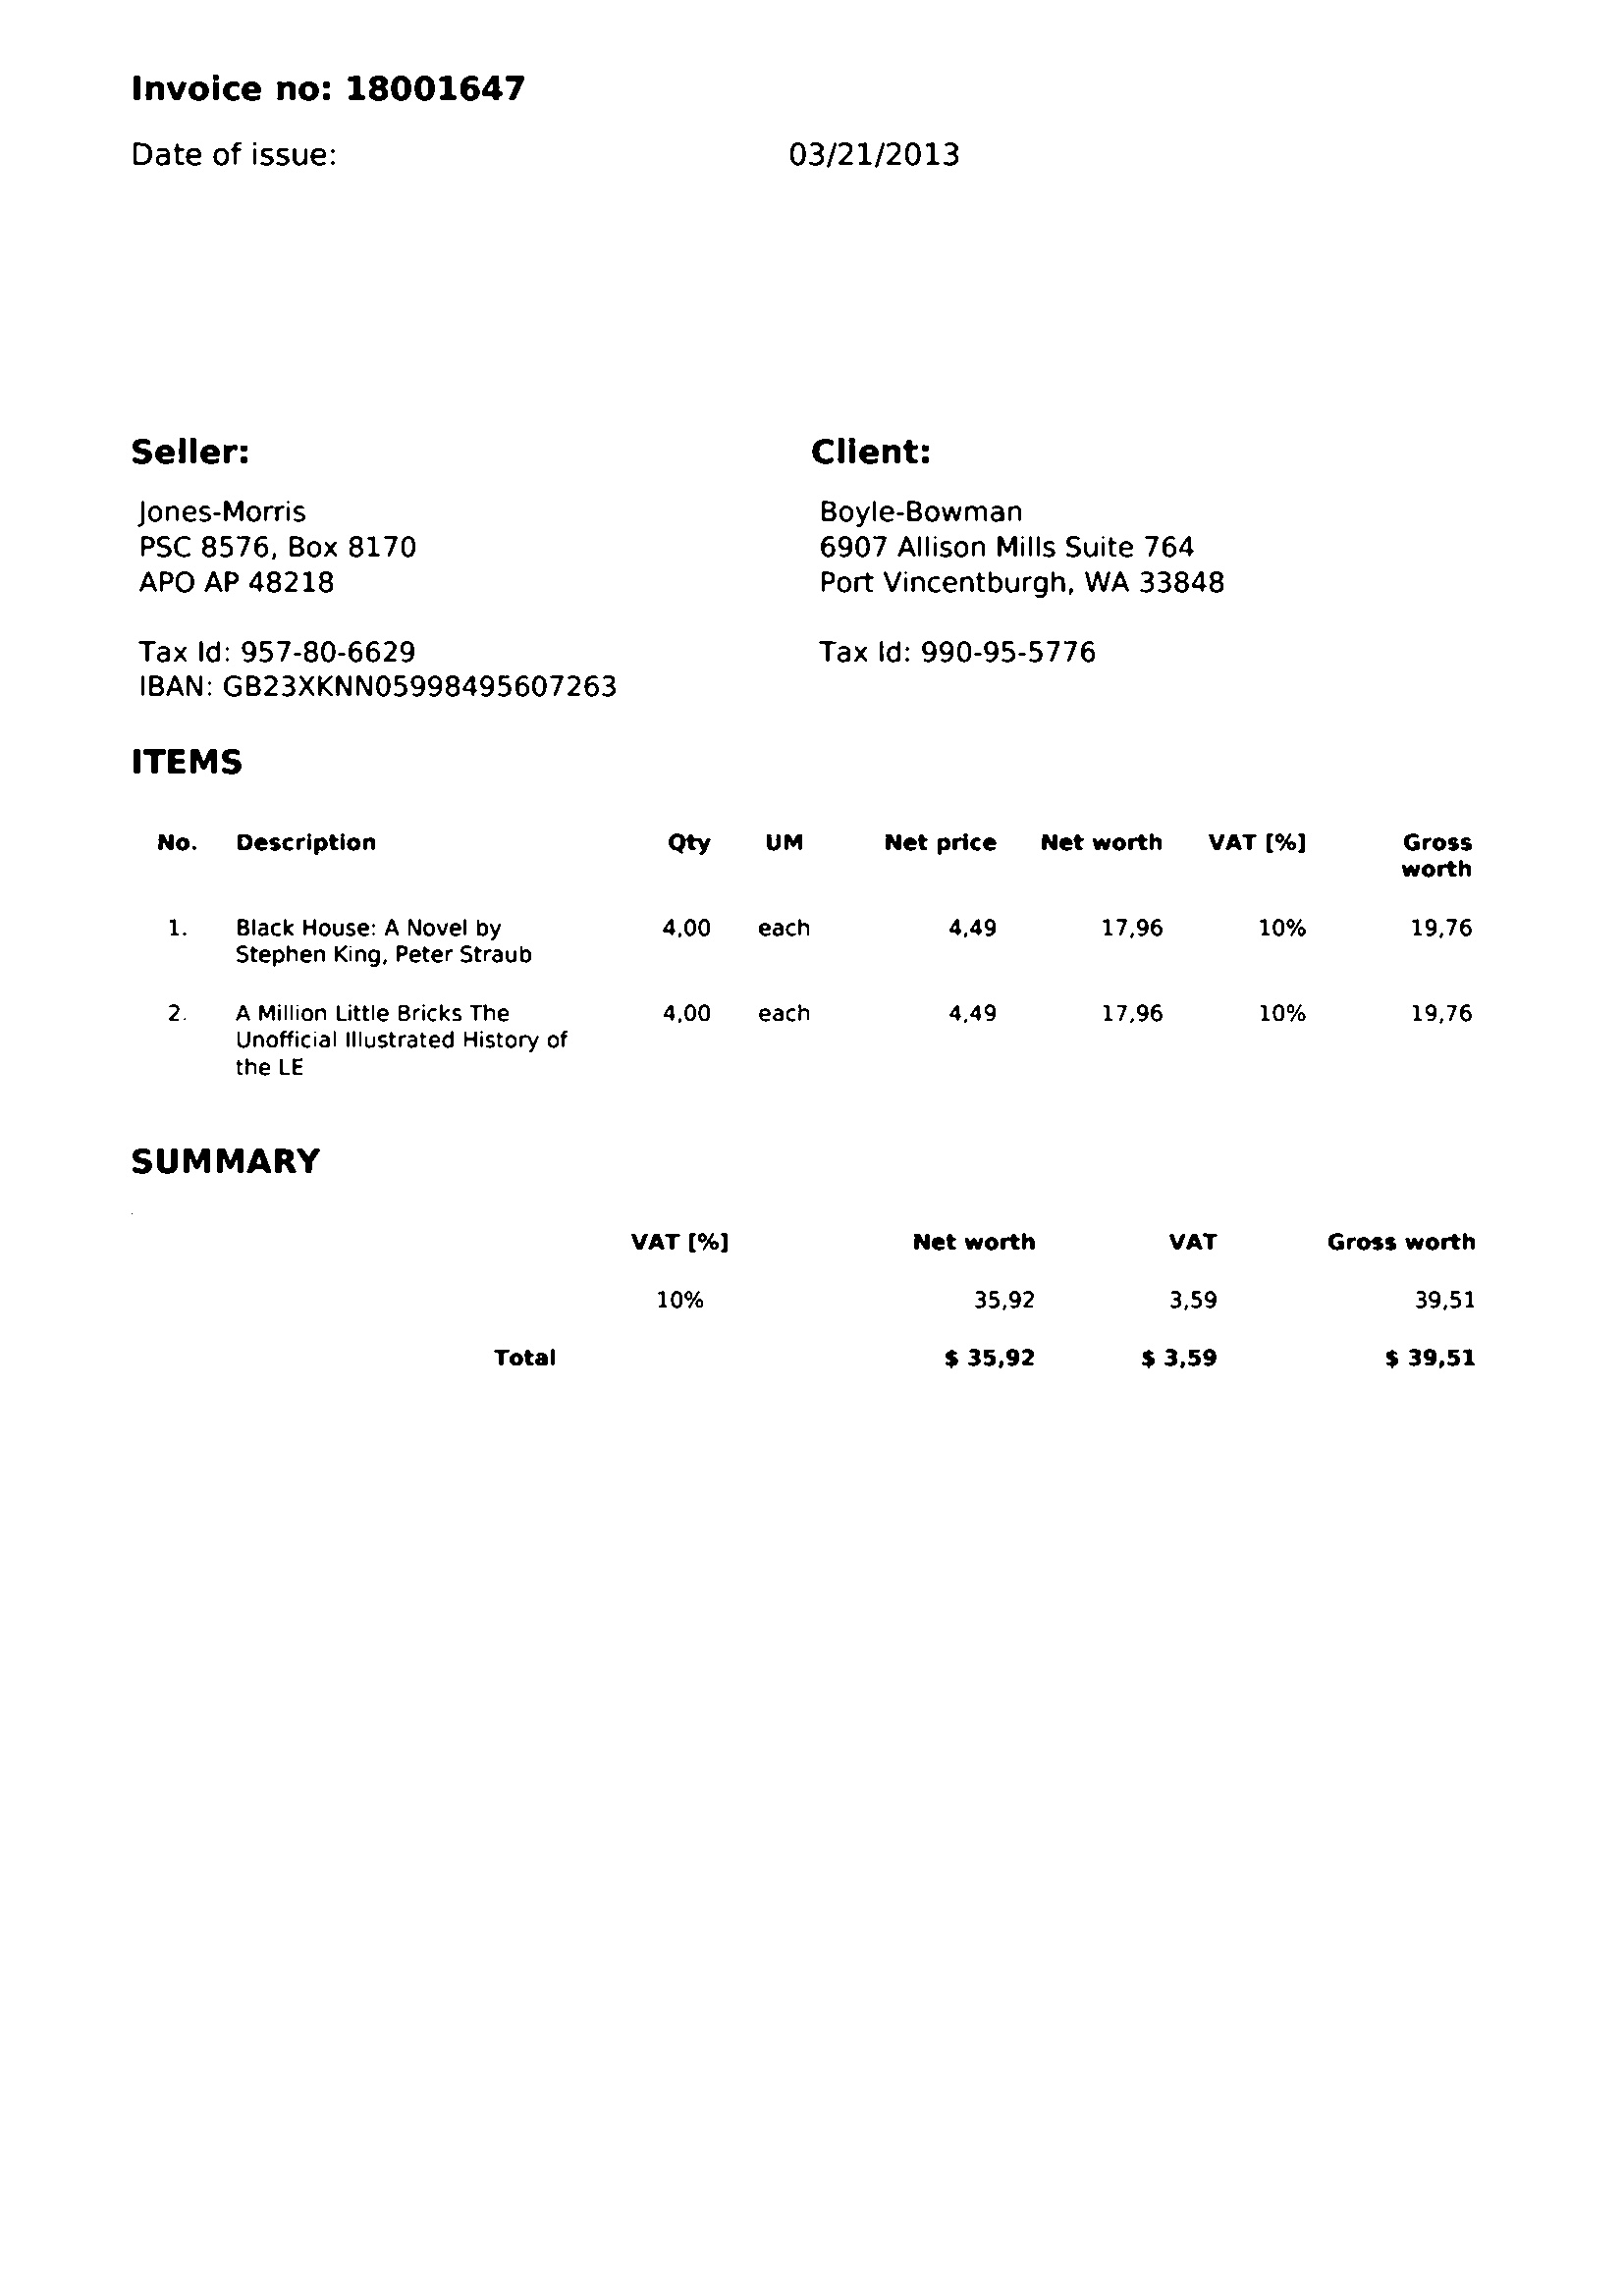 Invoice no: 18001647
Date of issue: 03/21/2013
Seller:
Jones-Morris
PSC 8576, Box 8170
APO AP 48218
Tax Id: 957-80-6629
IBAN: GB23XKNN05998495607263
Client:
Boyle-Bowman
6907 Allison Mills Suite 764
Port Vincentburgh, WA 33848
Tax Id: 990-95-5776
ITEMS
No. Description Qty UM Net price Net worth VAT [%] Gross
worth
1. Black House: A Novel by 4,00 each 4,49 17,96 10% 19,76
Stephen King, Peter Straub
2. A Million Little Bricks The 4,00 each 4,49 17,96 10% 19,76
Unofficial Illustrated History of
the LE
SUMMARY
VAT [%] Net worth VAT Gross worth
10% 35,92 3,59 39,51
Total $ 35,92 $ 3,59 $ 39,51